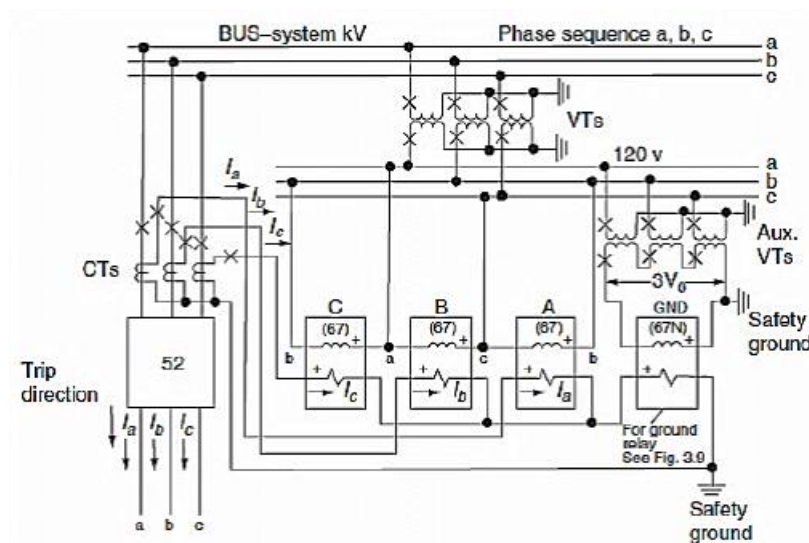 BUS–system kV
Phase sequence a, b, c
a
b
c
VTs
120 v
a
b
c
Ia
Ib
Ic
CTs
Aux.
VTs
3V0
C
B
A
GND
(67)
(67)
(67)
(67N)
+
+
+
+
b
a
c
b
+
+
+
+
Ic
Ib
Ia
Safety
ground
52
Trip
direction
Ia
Ib
Ic
For ground
relay
See Fig. 3.9
Safety
ground
a
b
c